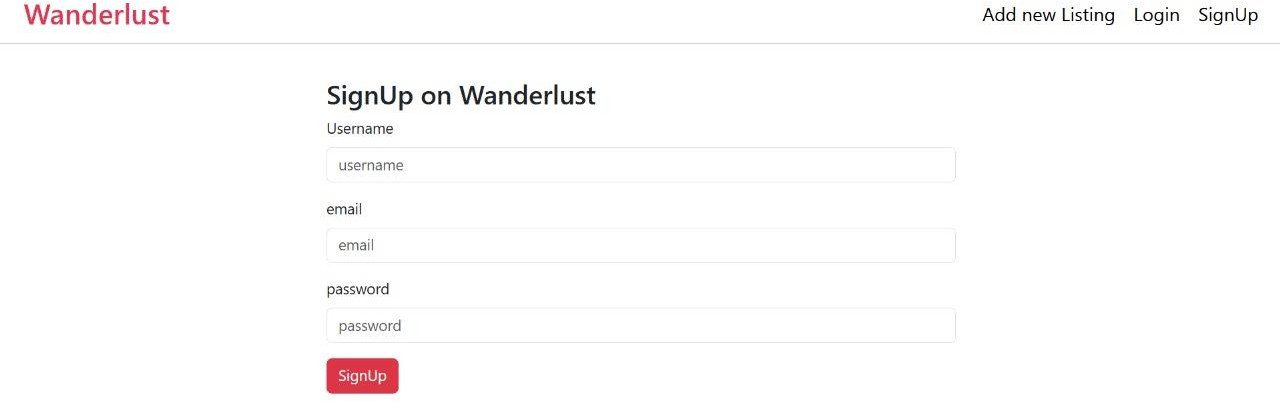 Wanderlust
Add new Listing Login SignUp
SignUp on Wanderlust
Username
username
email
email
password
password
SignUp